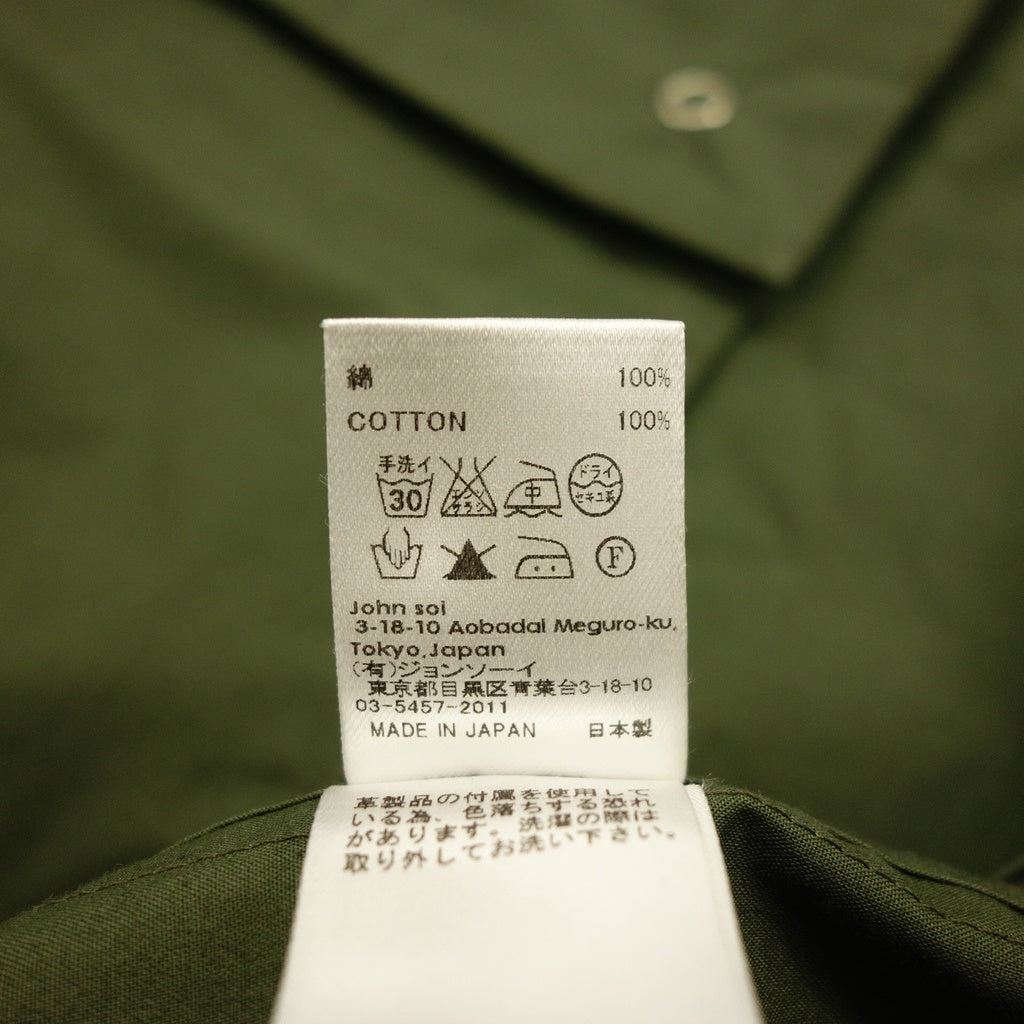 綿 100%
COTTON 100%
手洗イ ドライ
30 エンソサラシ 中 セキユ系
F
John soi
3-18-10 Aobadai Meguro-ku,
Tokyo,Japan
(有)ジョンソーイ
東京都目黒区青葉台3-18-10
03-5457-2011
MADE IN JAPAN 日本製
革製品の付属を使用して
いる為、色落ちする恐れ
があります。洗濯の際は
取り外してお洗い下さい。